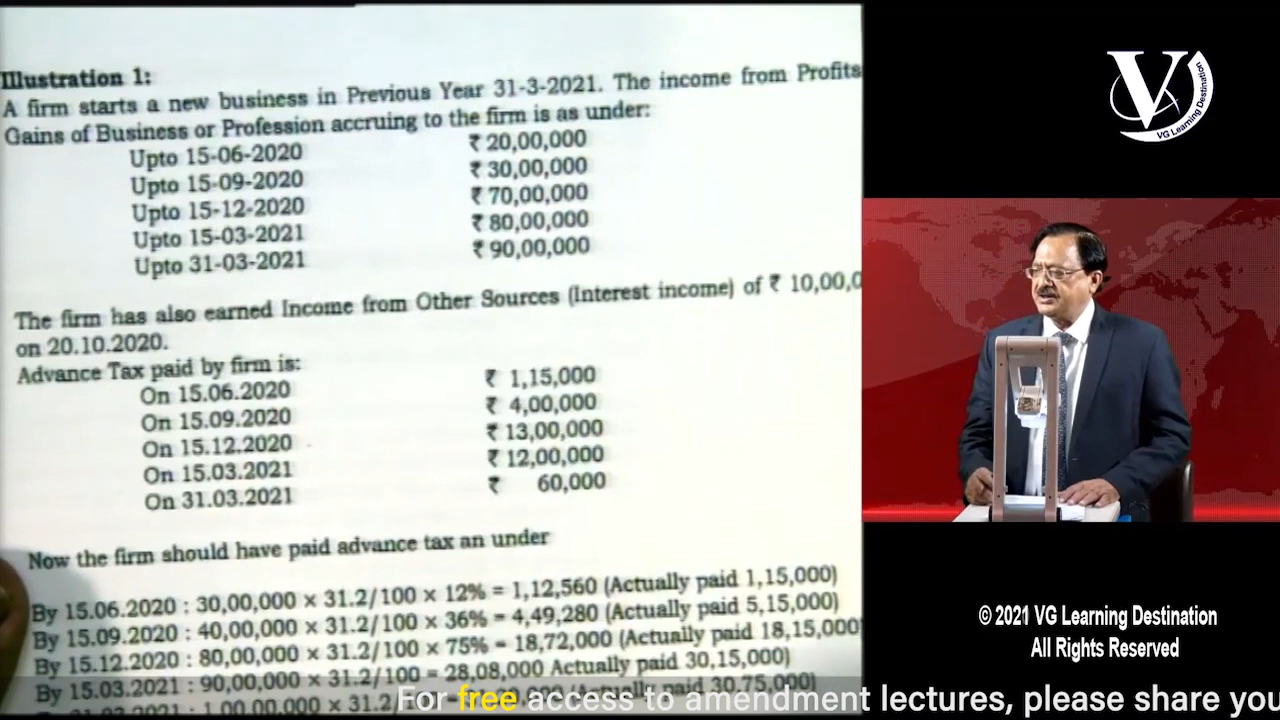 Illustration 1:
A firm starts a new business in Previous Year 31-3-2021. The income from Profits
Gains of Business or Profession accruing to the firm is as under:
Upto 15-06-2020 ₹ 20,00,000
Upto 15-09-2020 ₹ 30,00,000
Upto 15-12-2020 ₹ 70,00,000
Upto 15-03-2021 ₹ 80,00,000
Upto 31-03-2021 ₹ 90,00,000
The firm has also earned Income from Other Sources (Interest income) of ₹ 10,00,0
on 20.10.2020.
Advance Tax paid by firm is:
On 15.06.2020 ₹ 1,15,000
On 15.09.2020 ₹ 4,00,000
On 15.12.2020 ₹ 13,00,000
On 15.03.2021 ₹ 12,00,000
On 31.03.2021 ₹ 60,000
Now the firm should have paid advance tax an under
By 15.06.2020 : 30,00,000 × 31.2/100 × 12% = 1,12,560 (Actually paid 1,15,000)
By 15.09.2020 : 40,00,000 × 31.2/100 × 36% = 4,49,280 (Actually paid 5,15,000)
By 15.12.2020 : 80,00,000 × 31.2/100 × 75% = 18,72,000 (Actually paid 18,15,000
By 15.03.2021 : 90,00,000 × 31.2/100 = 28,08,000 Actually paid 30,15,000)
1,00,00,000 × 31.2/ paid 30,75,000)
For free access to amendment lectures, please share you
V
VG Learning Destination
© 2021 VG Learning Destination
All Rights Reserved